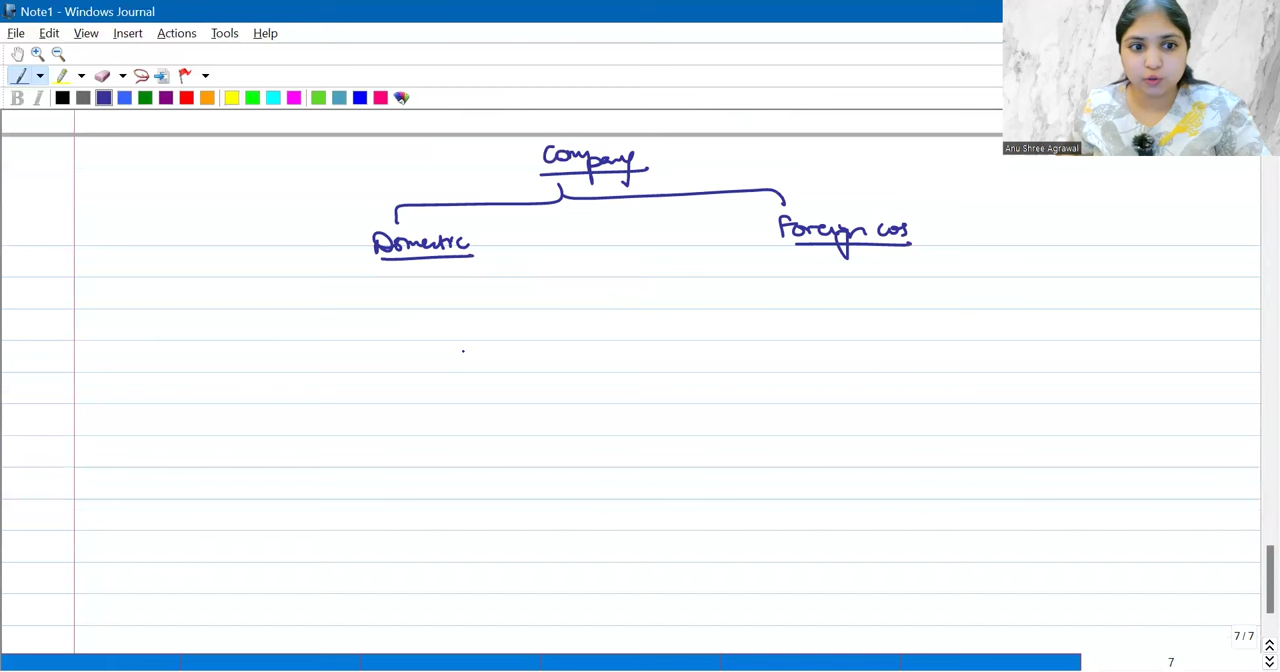 Note1 - Windows Journal
File Edit View Insert Actions Tools Help
B I
Anu Shree Agrawal
Company
Domestic
Foreign cos
7/7
7